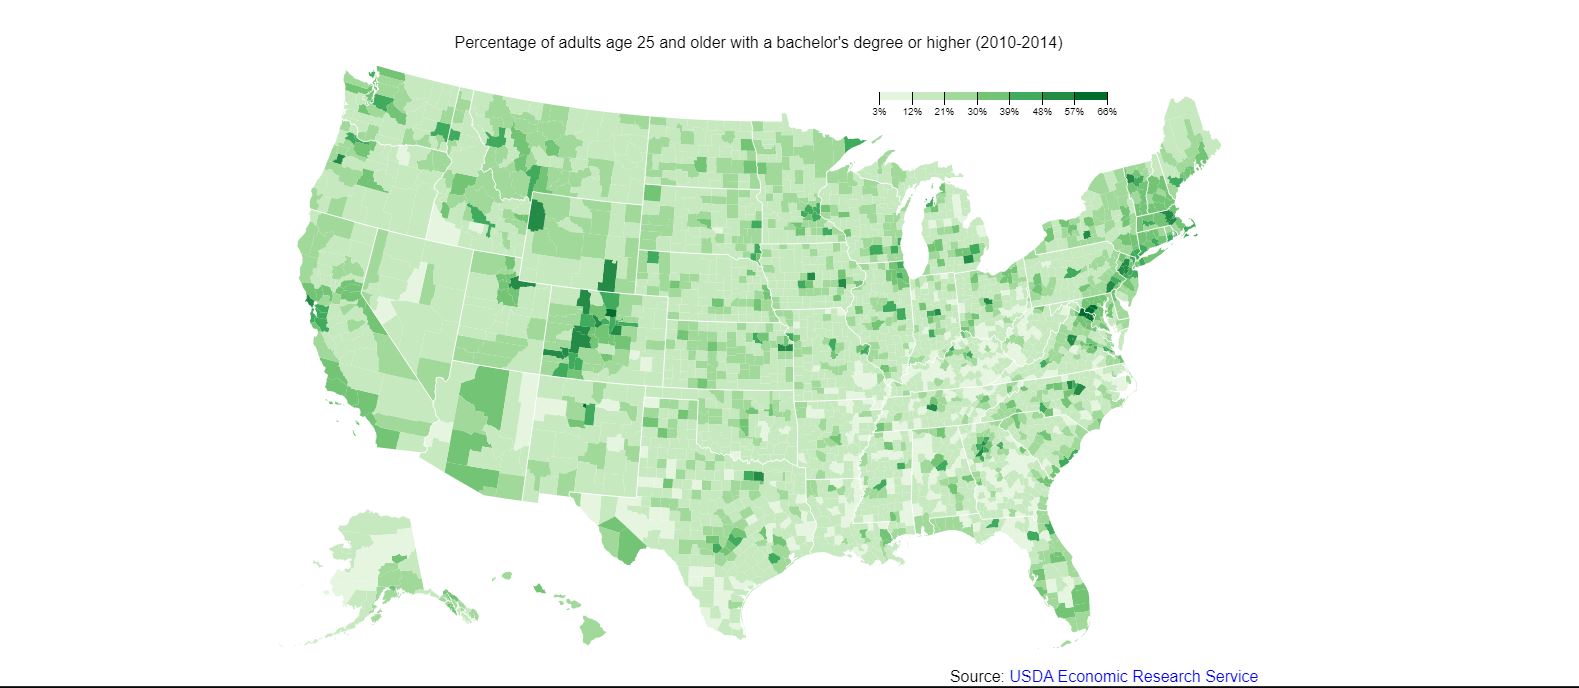 Percentage of adults age 25 and older with a bachelor's degree or higher (2010-2014)
3% 12% 21% 30% 39% 48% 57% 66%
Source: USDA Economic Research Service